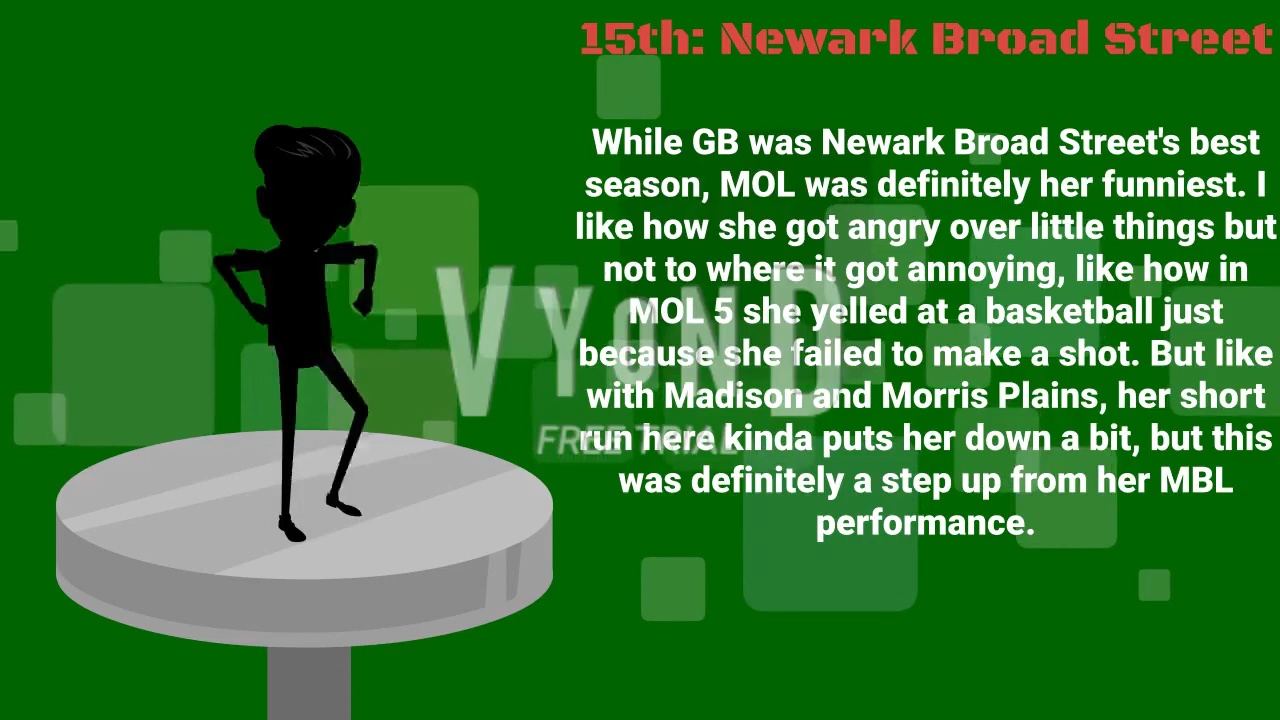 15th: Newark Broad Street
While GB was Newark Broad Street's best
season, MOL was definitely her funniest. I
like how she got angry over little things but
not to where it got annoying, like how in
MOL 5 she yelled at a basketball just
because she failed to make a shot. But like
with Madison and Morris Plains, her short
run here kinda puts her down a bit, but this
was definitely a step up from her MBL
performance.
VYOND
FREE TRIAL